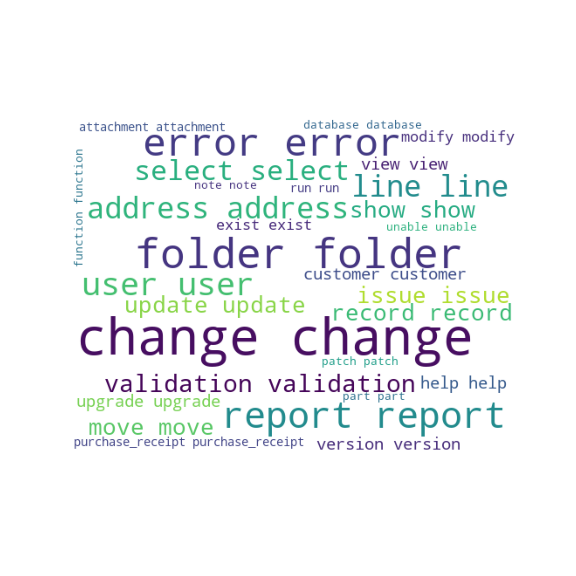 attachment attachment
database database
error error
modify modify
select select
view view
function function
note note
run run
line line
address address
show show
exist exist
unable unable
folder folder
user user
customer customer
update update
issue issue
record record
change change
patch patch
validation validation
help help
upgrade upgrade
part part
move move
report report
purchase_receipt purchase_receipt
version version